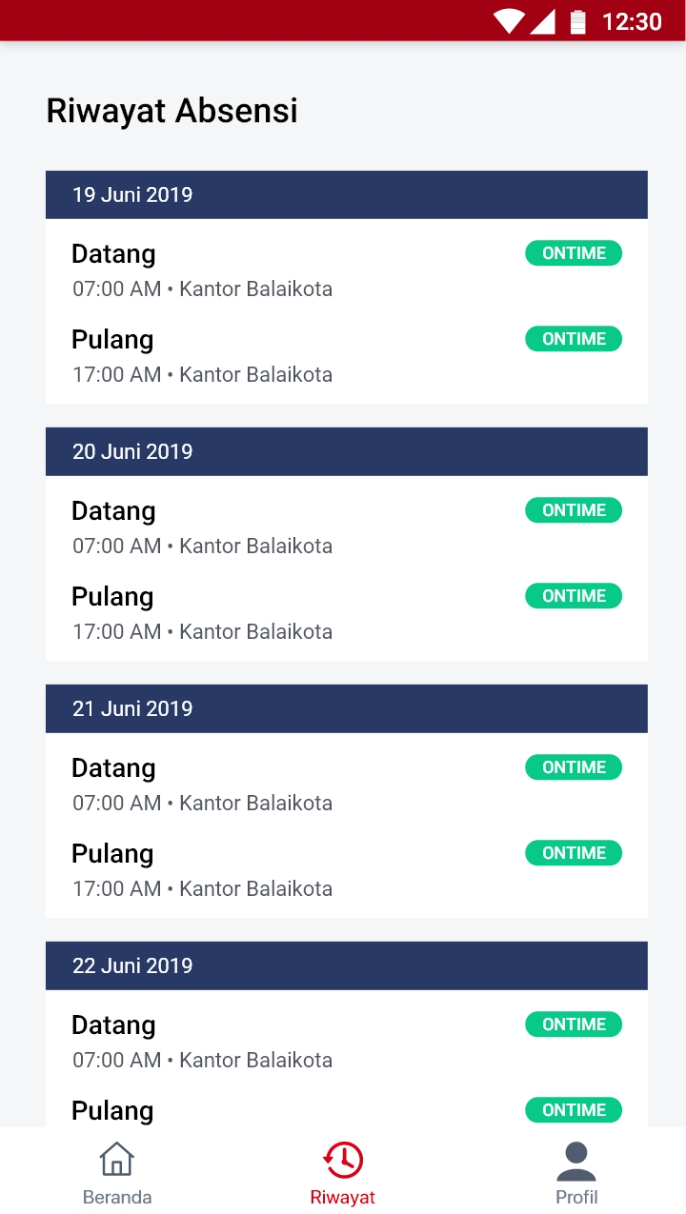 12:30
Riwayat Absensi
19 Juni 2019
Datang ONTIME
07:00 AM • Kantor Balaikota
Pulang ONTIME
17:00 AM • Kantor Balaikota
20 Juni 2019
Datang ONTIME
07:00 AM • Kantor Balaikota
Pulang ONTIME
17:00 AM • Kantor Balaikota
21 Juni 2019
Datang ONTIME
07:00 AM • Kantor Balaikota
Pulang ONTIME
17:00 AM • Kantor Balaikota
22 Juni 2019
Datang ONTIME
07:00 AM • Kantor Balaikota
Pulang ONTIME
Beranda Riwayat Profil